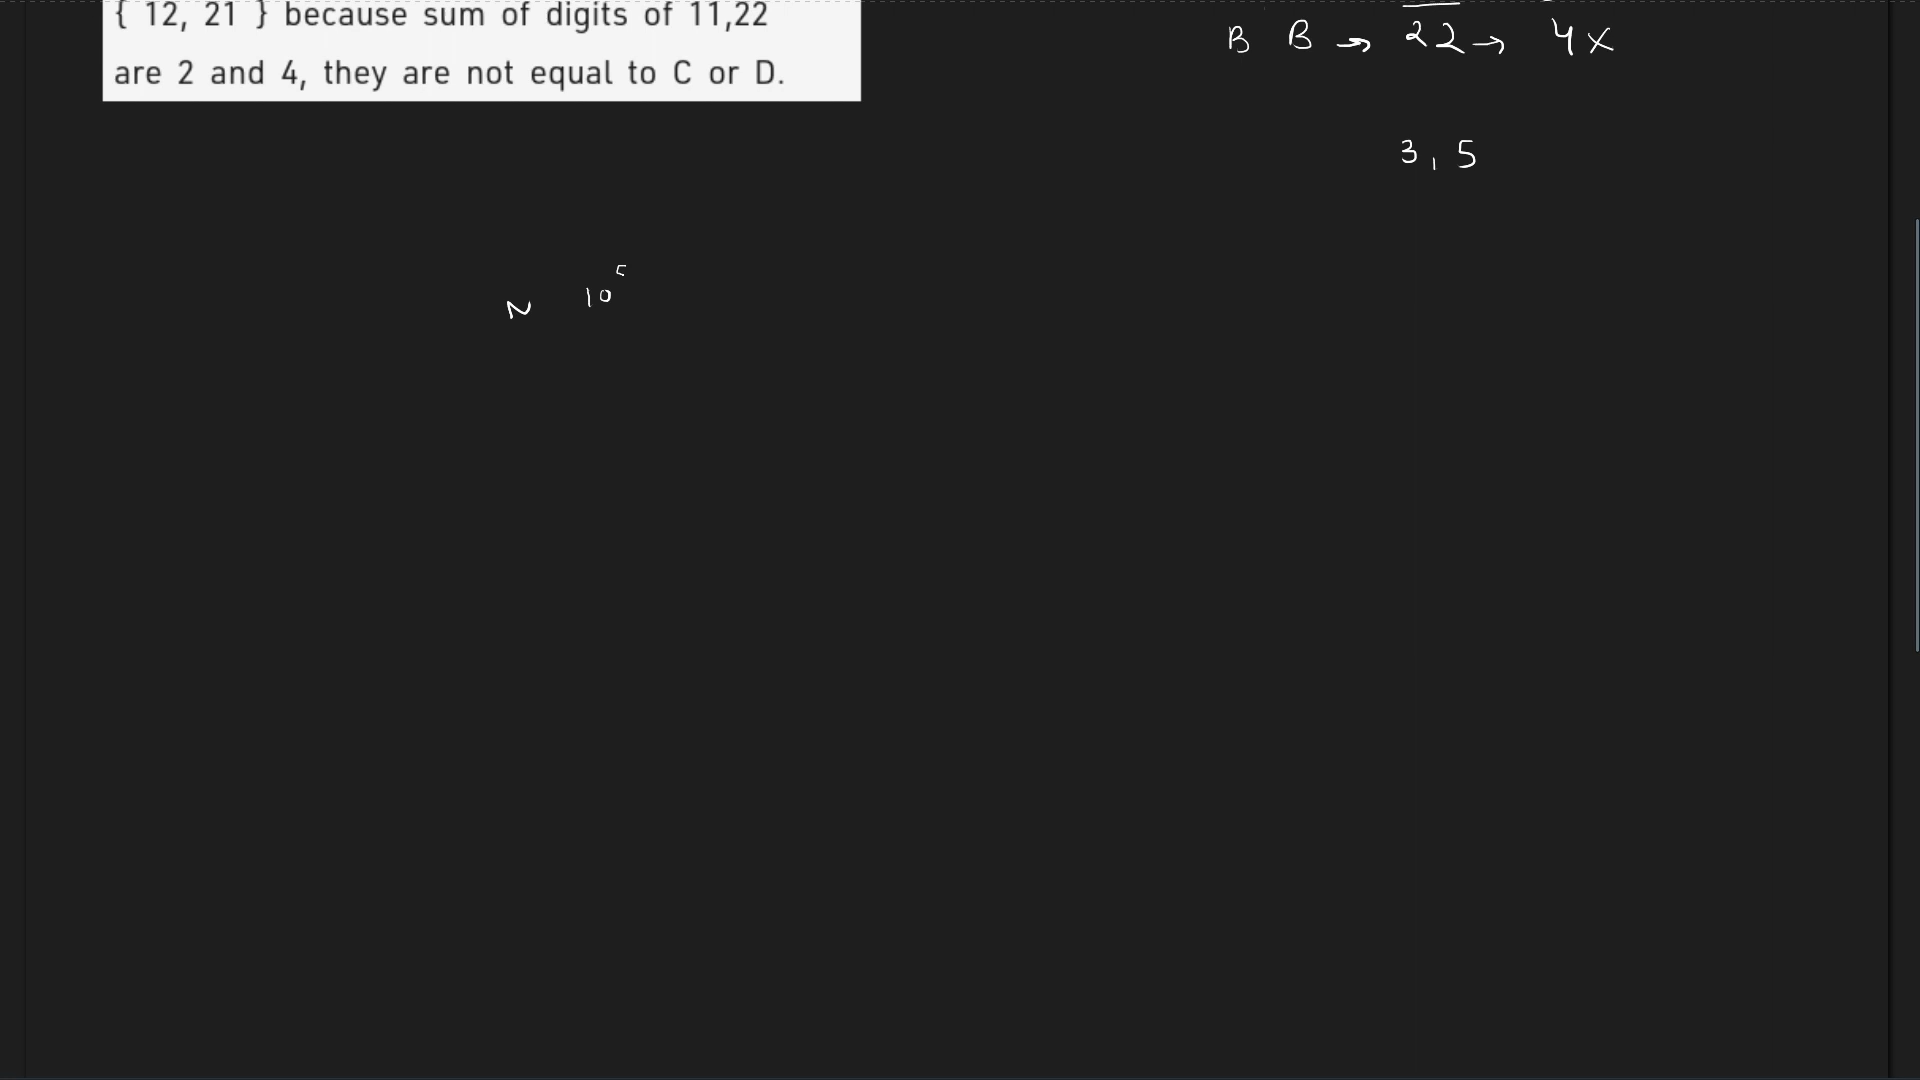 { 12, 21 } because sum of digits of 11,22
are 2 and 4, they are not equal to C or D.
B B → 22 → 4 x
3, 5
N 10^5